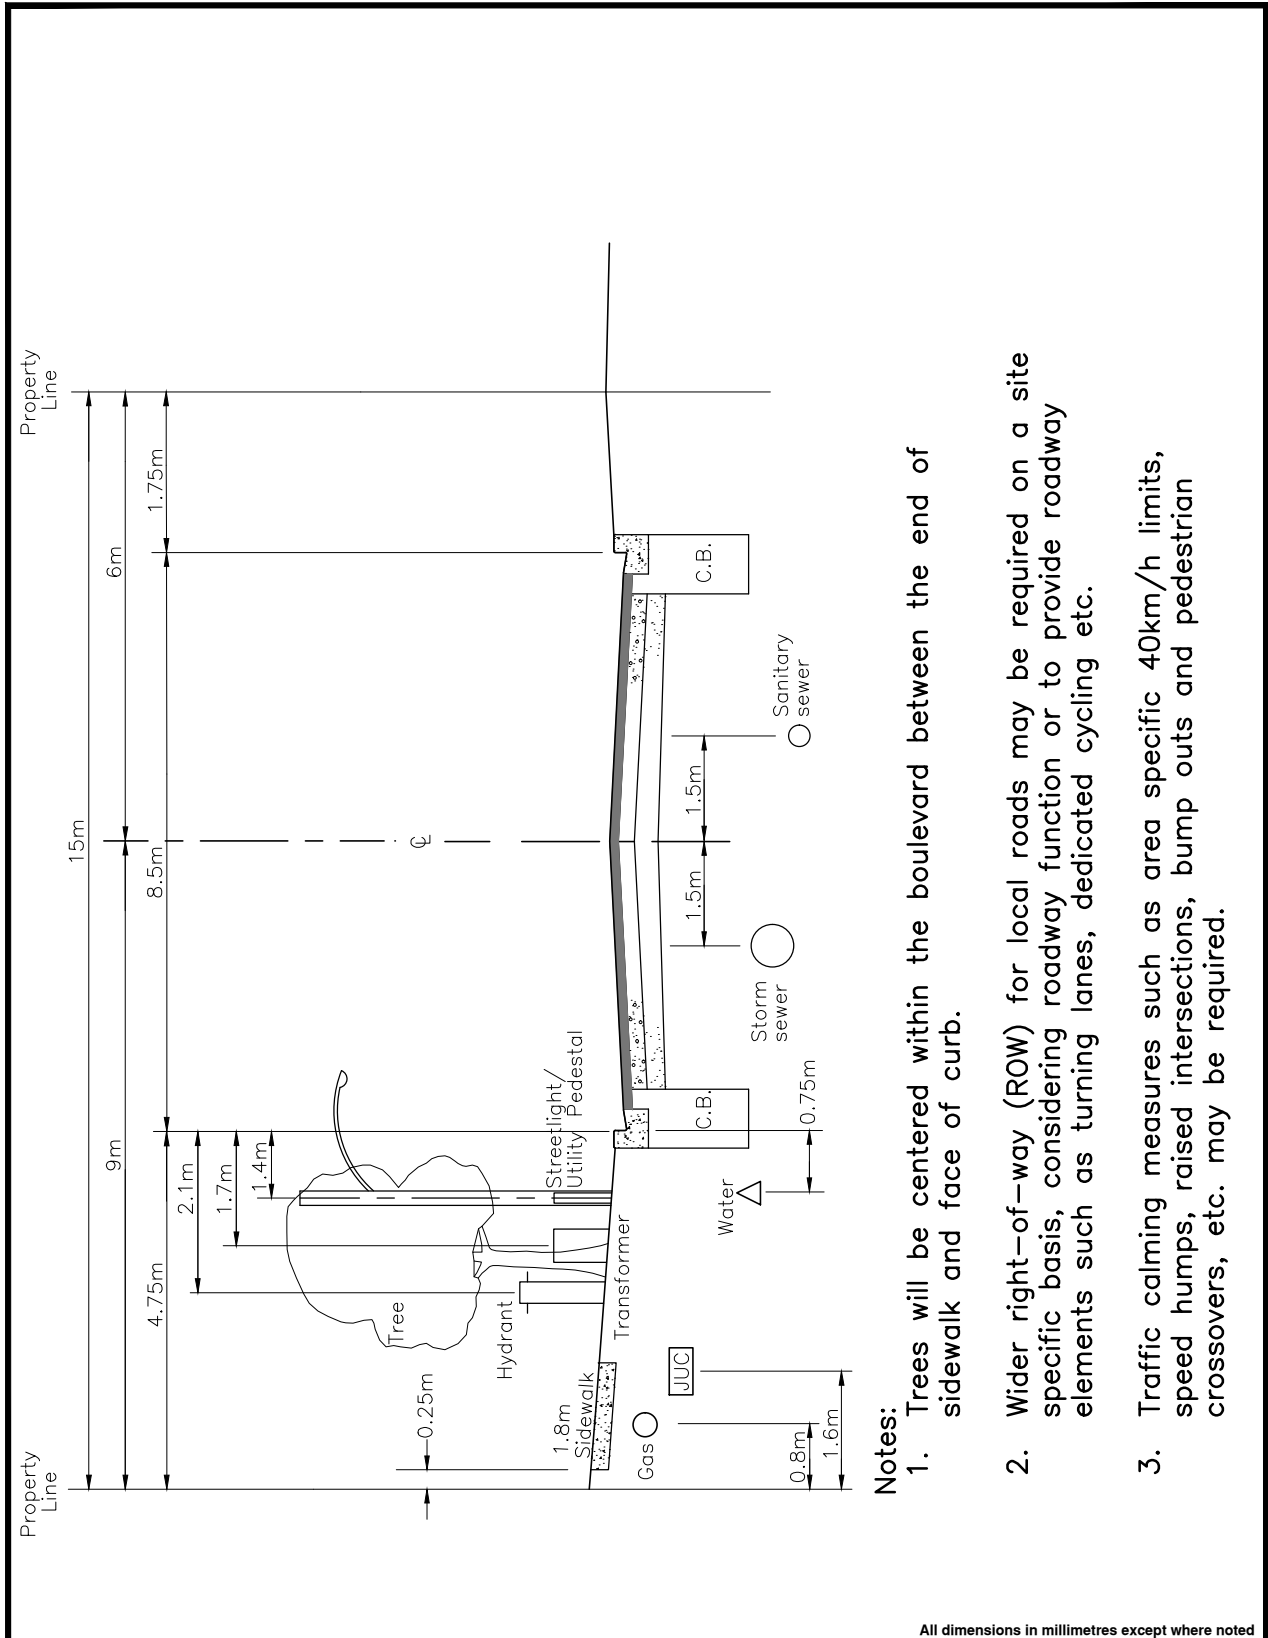 Property
Line
Property
Line
15m
9m
6m
4.75m
8.5m
1.75m
2.1m
1.7m
1.4m
0.25m
℄
Tree
Hydrant
Streetlight/
Utility Pedestal
1.8m
Sidewalk
Transformer
Gas
JUC
C.B.
C.B.
Water
Storm
sewer
Sanitary
sewer
1.5m
1.5m
0.75m
0.8m
1.6m
Notes:
1. Trees will be centered within the boulevard between the end of
sidewalk and face of curb.
2. Wider right-of-way (ROW) for local roads may be required on a site
specific basis, considering roadway function or to provide roadway
elements such as turning lanes, dedicated cycling etc.
3. Traffic calming measures such as area specific 40km/h limits,
speed humps, raised intersections, bump outs and pedestrian
crossovers, etc. may be required.
All dimensions in millimetres except where noted